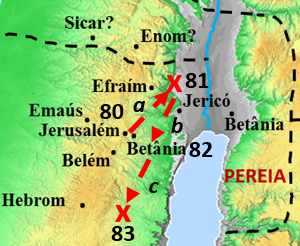 Sicar?
Enom?
Efraím
X 81
80 a
Jericó
Emaús
b
Jerusalém
Betânia
Betânia 82
Belém
c
PEREIA
Hebrom
X
83